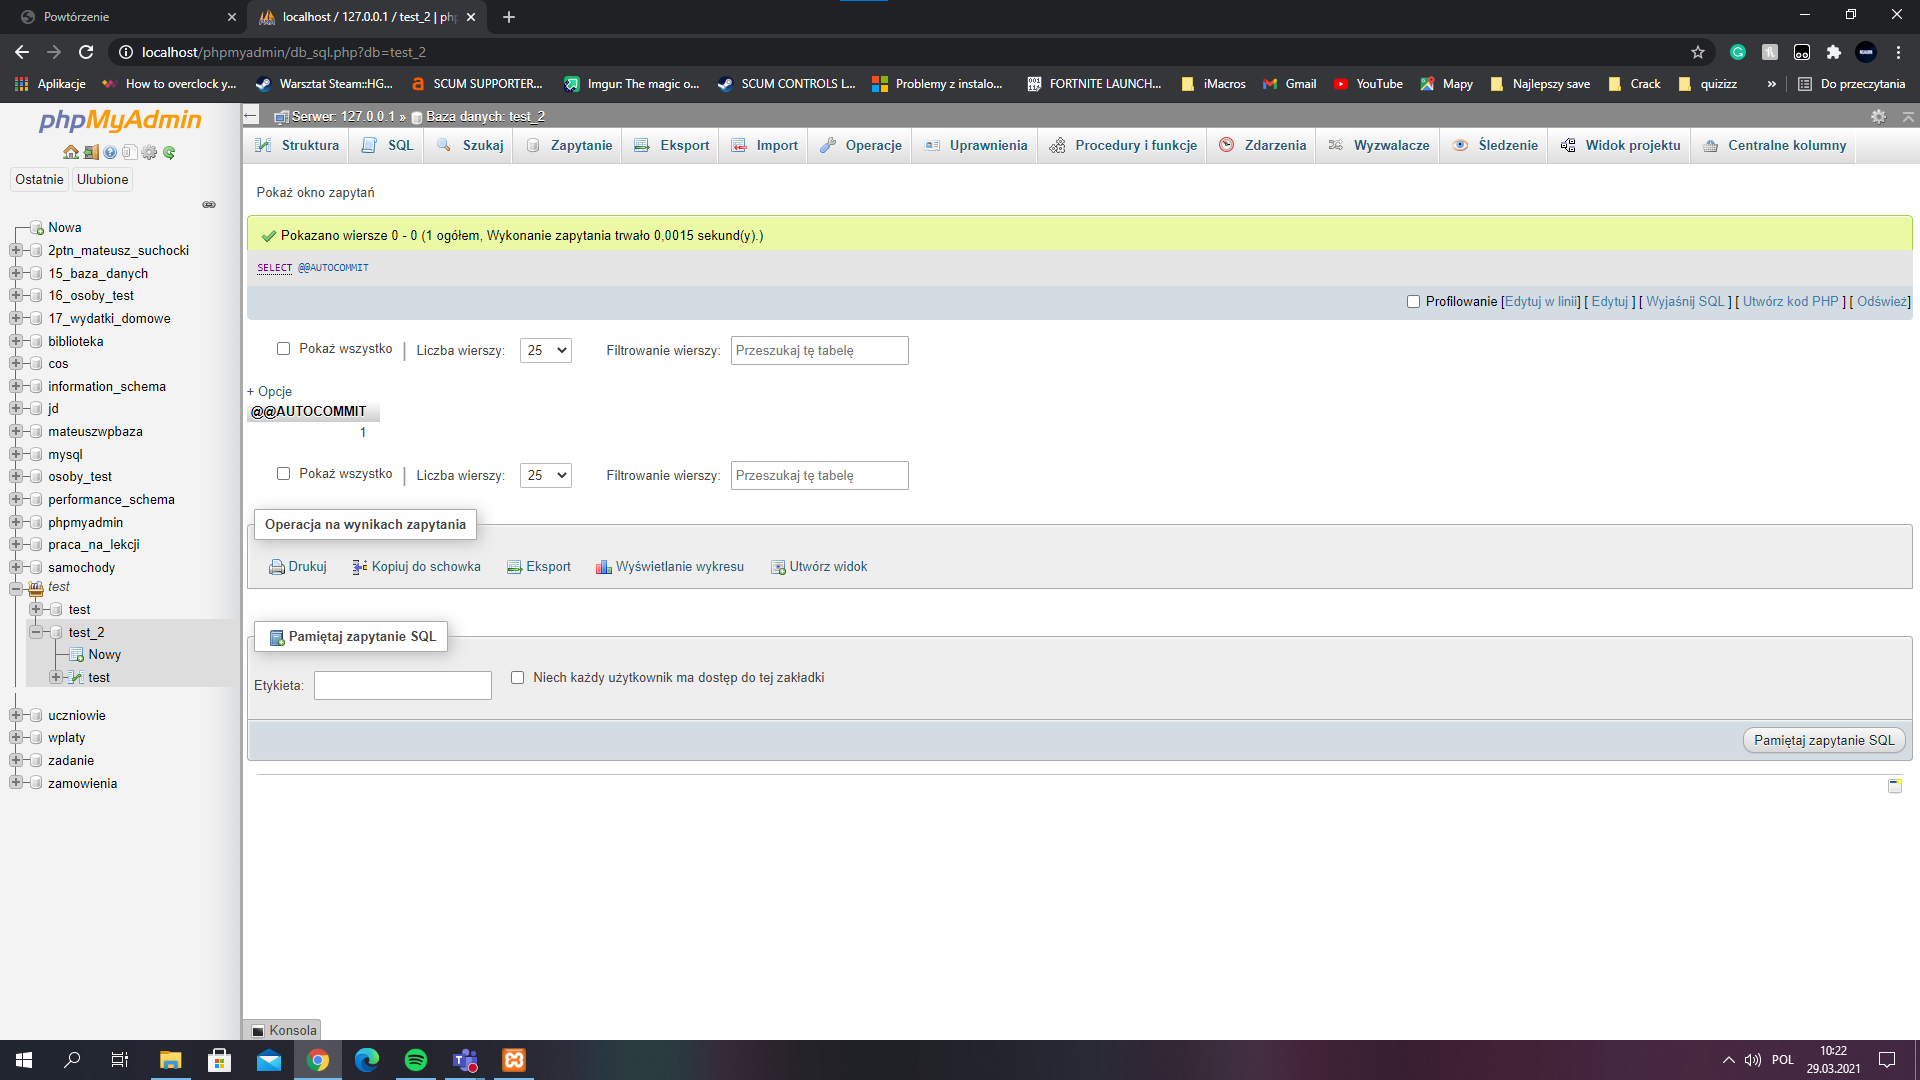 Powtórzenie
localhost / 127.0.0.1 / test_2 | php
localhost/phpmyadmin/db_sql.php?db=test_2
Aplikacje
How to overclock y...
Warsztat Steam::HG...
SCUM SUPPORTER...
Imgur: The magic o...
SCUM CONTROLS L...
Problemy z instalo...
FORTNITE LAUNCH...
iMacros
Gmail
YouTube
Mapy
Najlepszy save
Crack
quizizz
»
Do przeczytania
phpMyAdmin
Ostatnie
Ulubione
Nowa
2ptn_mateusz_suchocki
15_baza_danych
16_osoby_test
17_wydatki_domowe
biblioteka
cos
information_schema
jd
mateuszwpbaza
mysql
osoby_test
performance_schema
phpmyadmin
praca_na_lekcji
samochody
test
test
test_2
Nowy
test
uczniowie
wplaty
zadanie
zamowienia
Serwer: 127.0.0.1 » Baza danych: test_2
Struktura
SQL
Szukaj
Zapytanie
Eksport
Import
Operacje
Uprawnienia
Procedury i funkcje
Zdarzenia
Wyzwalacze
Śledzenie
Widok projektu
Centralne kolumny
Pokaż okno zapytań
Pokazano wiersze 0 - 0 (1 ogółem, Wykonanie zapytania trwało 0,0015 sekund(y).)
SELECT @@AUTOCOMMIT
Profilowanie [Edytuj w linii] [ Edytuj ] [ Wyjaśnij SQL ] [ Utwórz kod PHP ] [ Odśwież]
Pokaż wszystko | Liczba wierszy: 25 Filtrowanie wierszy: Przeszukaj tę tabelę
+ Opcje
@@AUTOCOMMIT
1
Pokaż wszystko | Liczba wierszy: 25 Filtrowanie wierszy: Przeszukaj tę tabelę
Operacja na wynikach zapytania
Drukuj
Kopiuj do schowka
Eksport
Wyświetlanie wykresu
Utwórz widok
Pamiętaj zapytanie SQL
Etykieta:
Niech każdy użytkownik ma dostęp do tej zakładki
Pamiętaj zapytanie SQL
Konsola
POL
10:22
29.03.2021